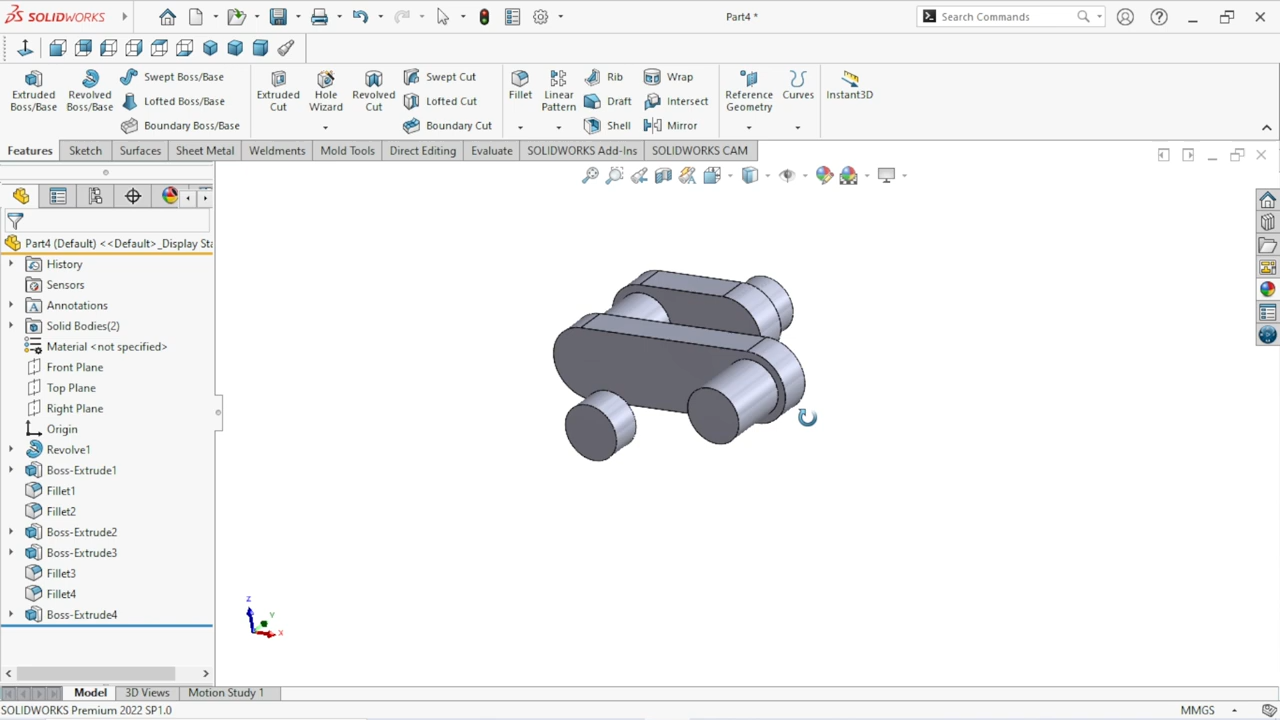 SOLIDWORKS
Part4 *
Search Commands
Extruded Boss/Base
Revolved Boss/Base
Swept Boss/Base
Lofted Boss/Base
Boundary Boss/Base
Extruded Cut
Hole Wizard
Revolved Cut
Swept Cut
Lofted Cut
Boundary Cut
Fillet
Linear Pattern
Rib
Draft
Shell
Wrap
Intersect
Mirror
Reference Geometry
Curves
Instant3D
Features
Sketch
Surfaces
Sheet Metal
Weldments
Mold Tools
Direct Editing
Evaluate
SOLIDWORKS Add-Ins
SOLIDWORKS CAM
Part4 (Default) <<Default>_Display Sta
History
Sensors
Annotations
Solid Bodies(2)
Material <not specified>
Front Plane
Top Plane
Right Plane
Origin
Revolve1
Boss-Extrude1
Fillet1
Fillet2
Boss-Extrude2
Boss-Extrude3
Fillet3
Fillet4
Boss-Extrude4
Z
Y
X
Model
3D Views
Motion Study 1
SOLIDWORKS Premium 2022 SP1.0
MMGS